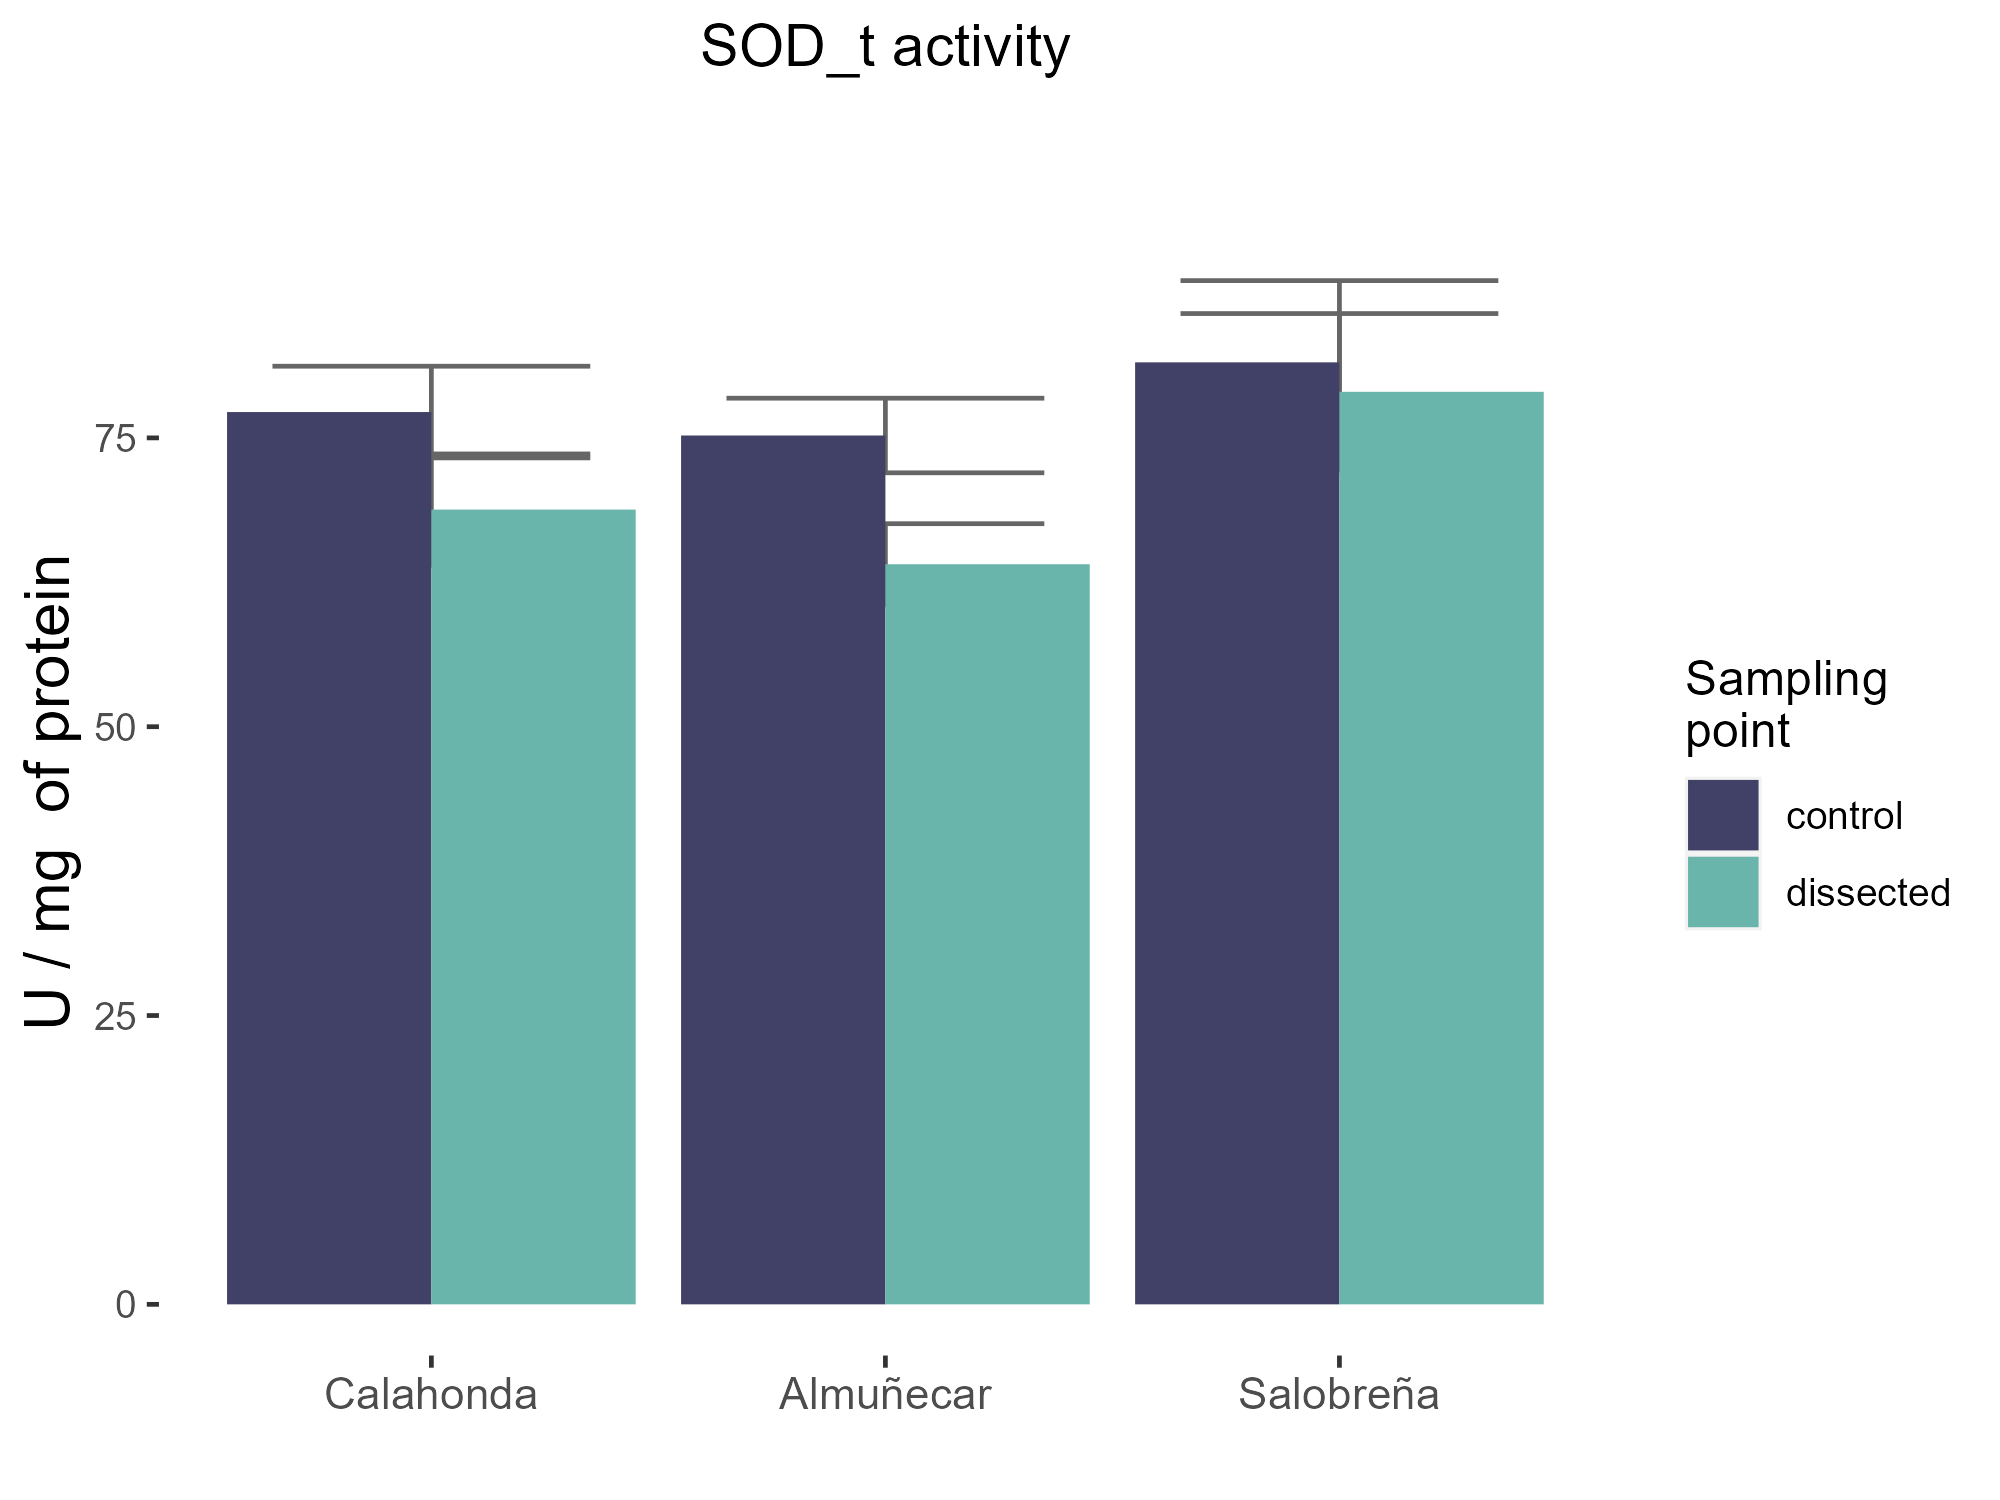 SOD_t activity
U / mg  of protein
75
50
25
0
Calahonda
Almuñecar
Salobreña
Sampling
point
control
dissected